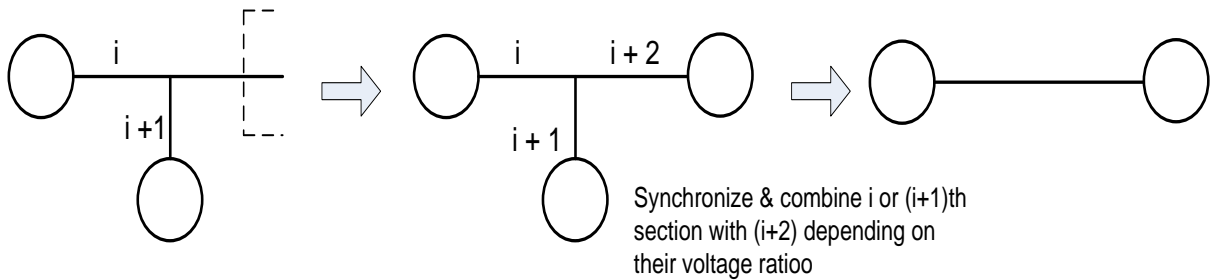 i
i +1
i
i + 2
i + 1
Synchronize & combine i or (i+1)th
section with (i+2) depending on
their voltage ratioo